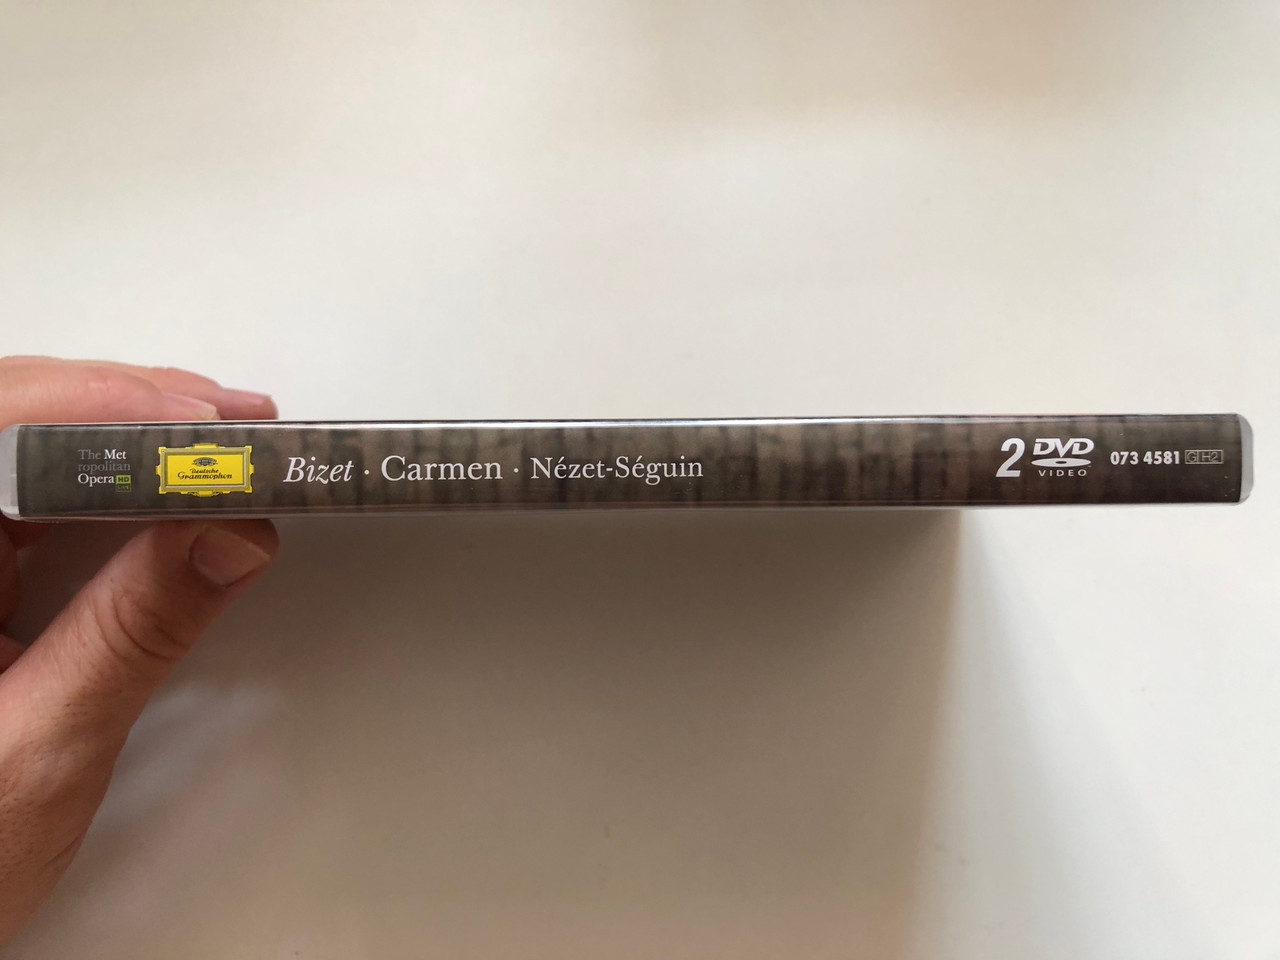 The Met
ropolitan
Opera HD
Deutsche
Grammophon
Bizet · Carmen · Nézet-Séguin
2 DVD
VIDEO
073 4581 GH2